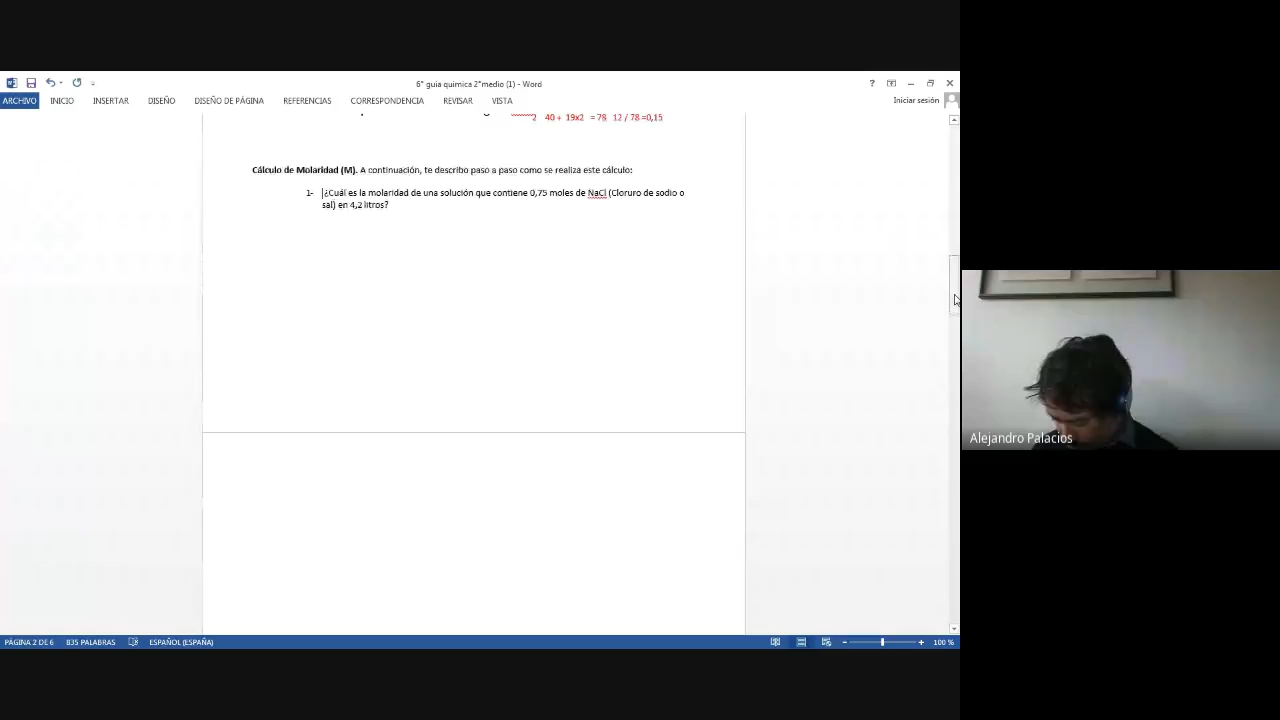 6° guia quimica 2°medio (1) - Word
?
ARCHIVO INICIO INSERTAR DISEÑO DISEÑO DE PÁGINA REFERENCIAS CORRESPONDENCIA REVISAR VISTA
Iniciar sesión
2 40 + 19x2 = 78 12 / 78 =0,15
Cálculo de Molaridad (M). A continuación, te describo paso a paso como se realiza este cálculo:
1- ¿Cuál es la molaridad de una solución que contiene 0,75 moles de NaCl (Cloruro de sodio o
sal) en 4,2 litros?
Alejandro Palacios
PÁGINA 2 DE 6 835 PALABRAS ESPAÑOL (ESPAÑA) 100 %